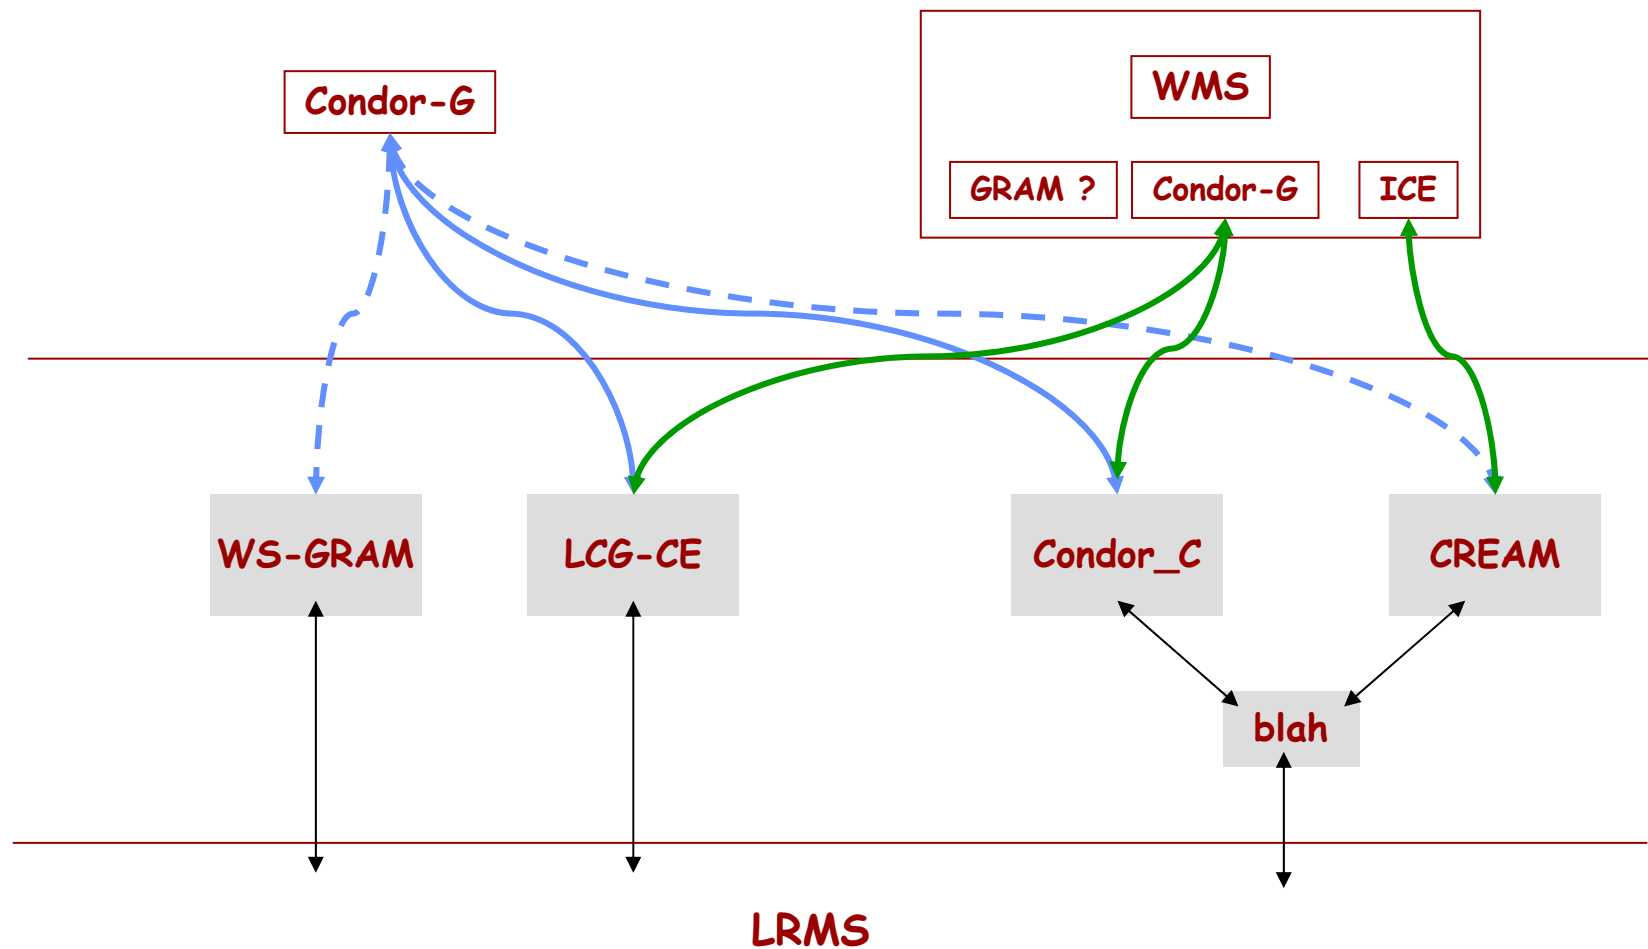 WMS
Condor-G
GRAM ?
Condor-G
ICE
WS-GRAM
LCG-CE
Condor_C
CREAM
blah
LRMS